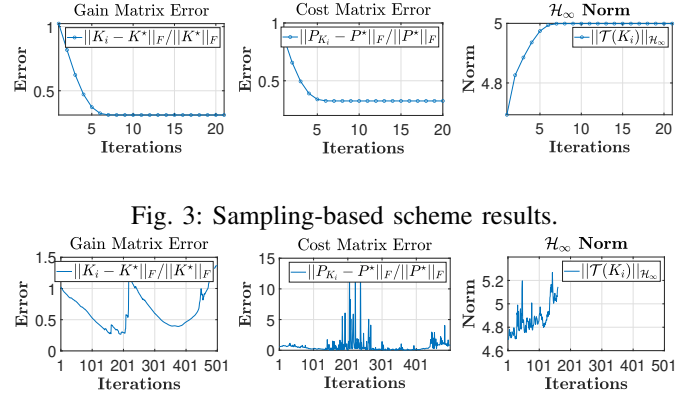 Gain Matrix Error
Cost Matrix Error
ℋ∞ Norm
1
0.5
Error
||K_i − K⋆||_F/||K⋆||_F
5 10 15 20
Iterations
1
0.5
Error
||P_{K_i} − P⋆||_F/||P⋆||_F
5 10 15 20
Iterations
5
4.8
Norm
||𝒯(K_i)||_{ℋ∞}
5 10 15 20
Iterations
Fig. 3: Sampling-based scheme results.
Gain Matrix Error
Cost Matrix Error
ℋ∞ Norm
1.5
1
0.5
0
Error
||K_i − K⋆||_F/||K⋆||_F
1 101 201 301 401 501
Iterations
15
10
5
0
Error
||P_{K_i} − P⋆||_F/||P⋆||_F
1 101 201 301 401
Iterations
5.2
5
4.8
4.6
Norm
||𝒯(K_i)||_{ℋ∞}
1 101 201 301 401 501
Iterations